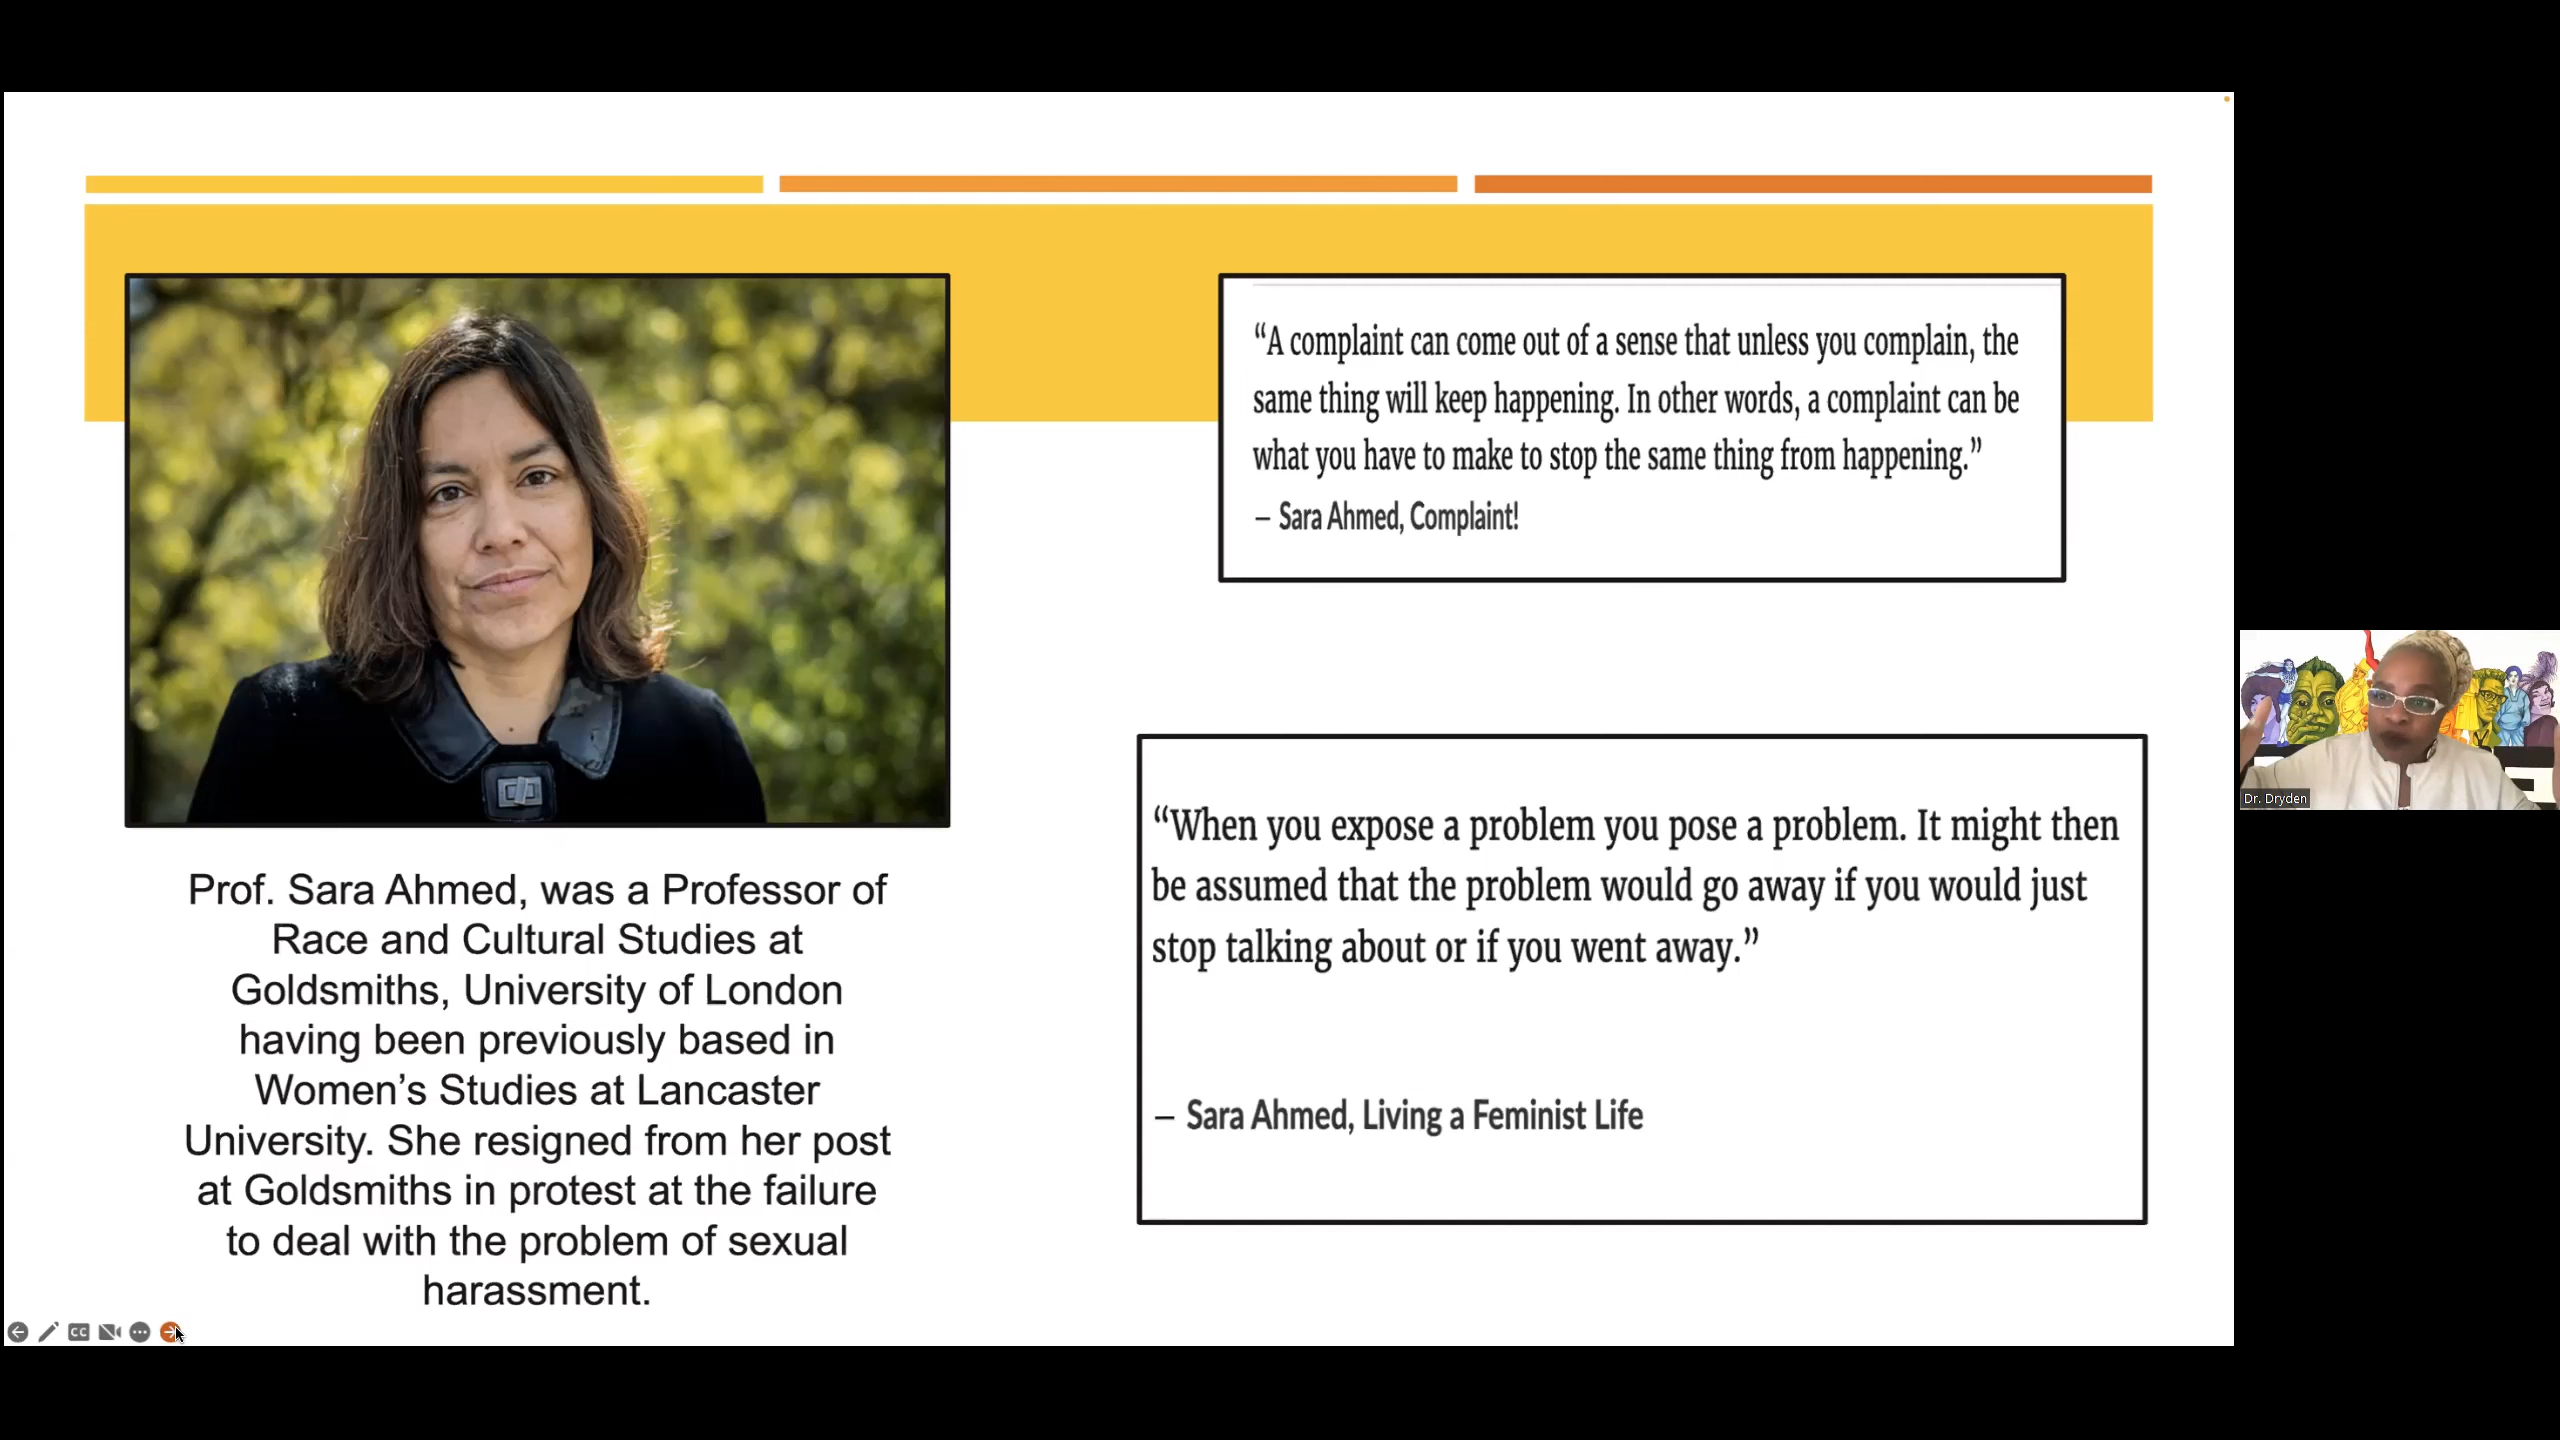 Prof. Sara Ahmed, was a Professor of
Race and Cultural Studies at
Goldsmiths, University of London
having been previously based in
Women’s Studies at Lancaster
University. She resigned from her post
at Goldsmiths in protest at the failure
to deal with the problem of sexual
harassment.
“A complaint can come out of a sense that unless you complain, the
same thing will keep happening. In other words, a complaint can be
what you have to make to stop the same thing from happening.”
– Sara Ahmed, Complaint!
“When you expose a problem you pose a problem. It might then
be assumed that the problem would go away if you would just
stop talking about or if you went away.”
– Sara Ahmed, Living a Feminist Life
Dr. Dryden
CC